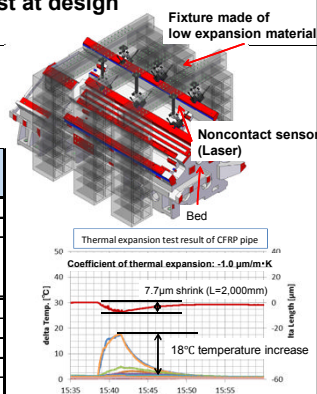 st at design
Fixture made of
low expansion material
Noncontact sensor
(Laser)
Bed
Thermal expansion test result of CFRP pipe
Coefficient of thermal expansion: -1.0 μm/m・K
7.7μm shrink (L=2,000mm)
18℃ temperature increase
delta Temp. [℃]
lta Length [μm]
50
40
30
20
10
0
40
20
0
-20
-60
15:35
15:40
15:45
15:50
15:55